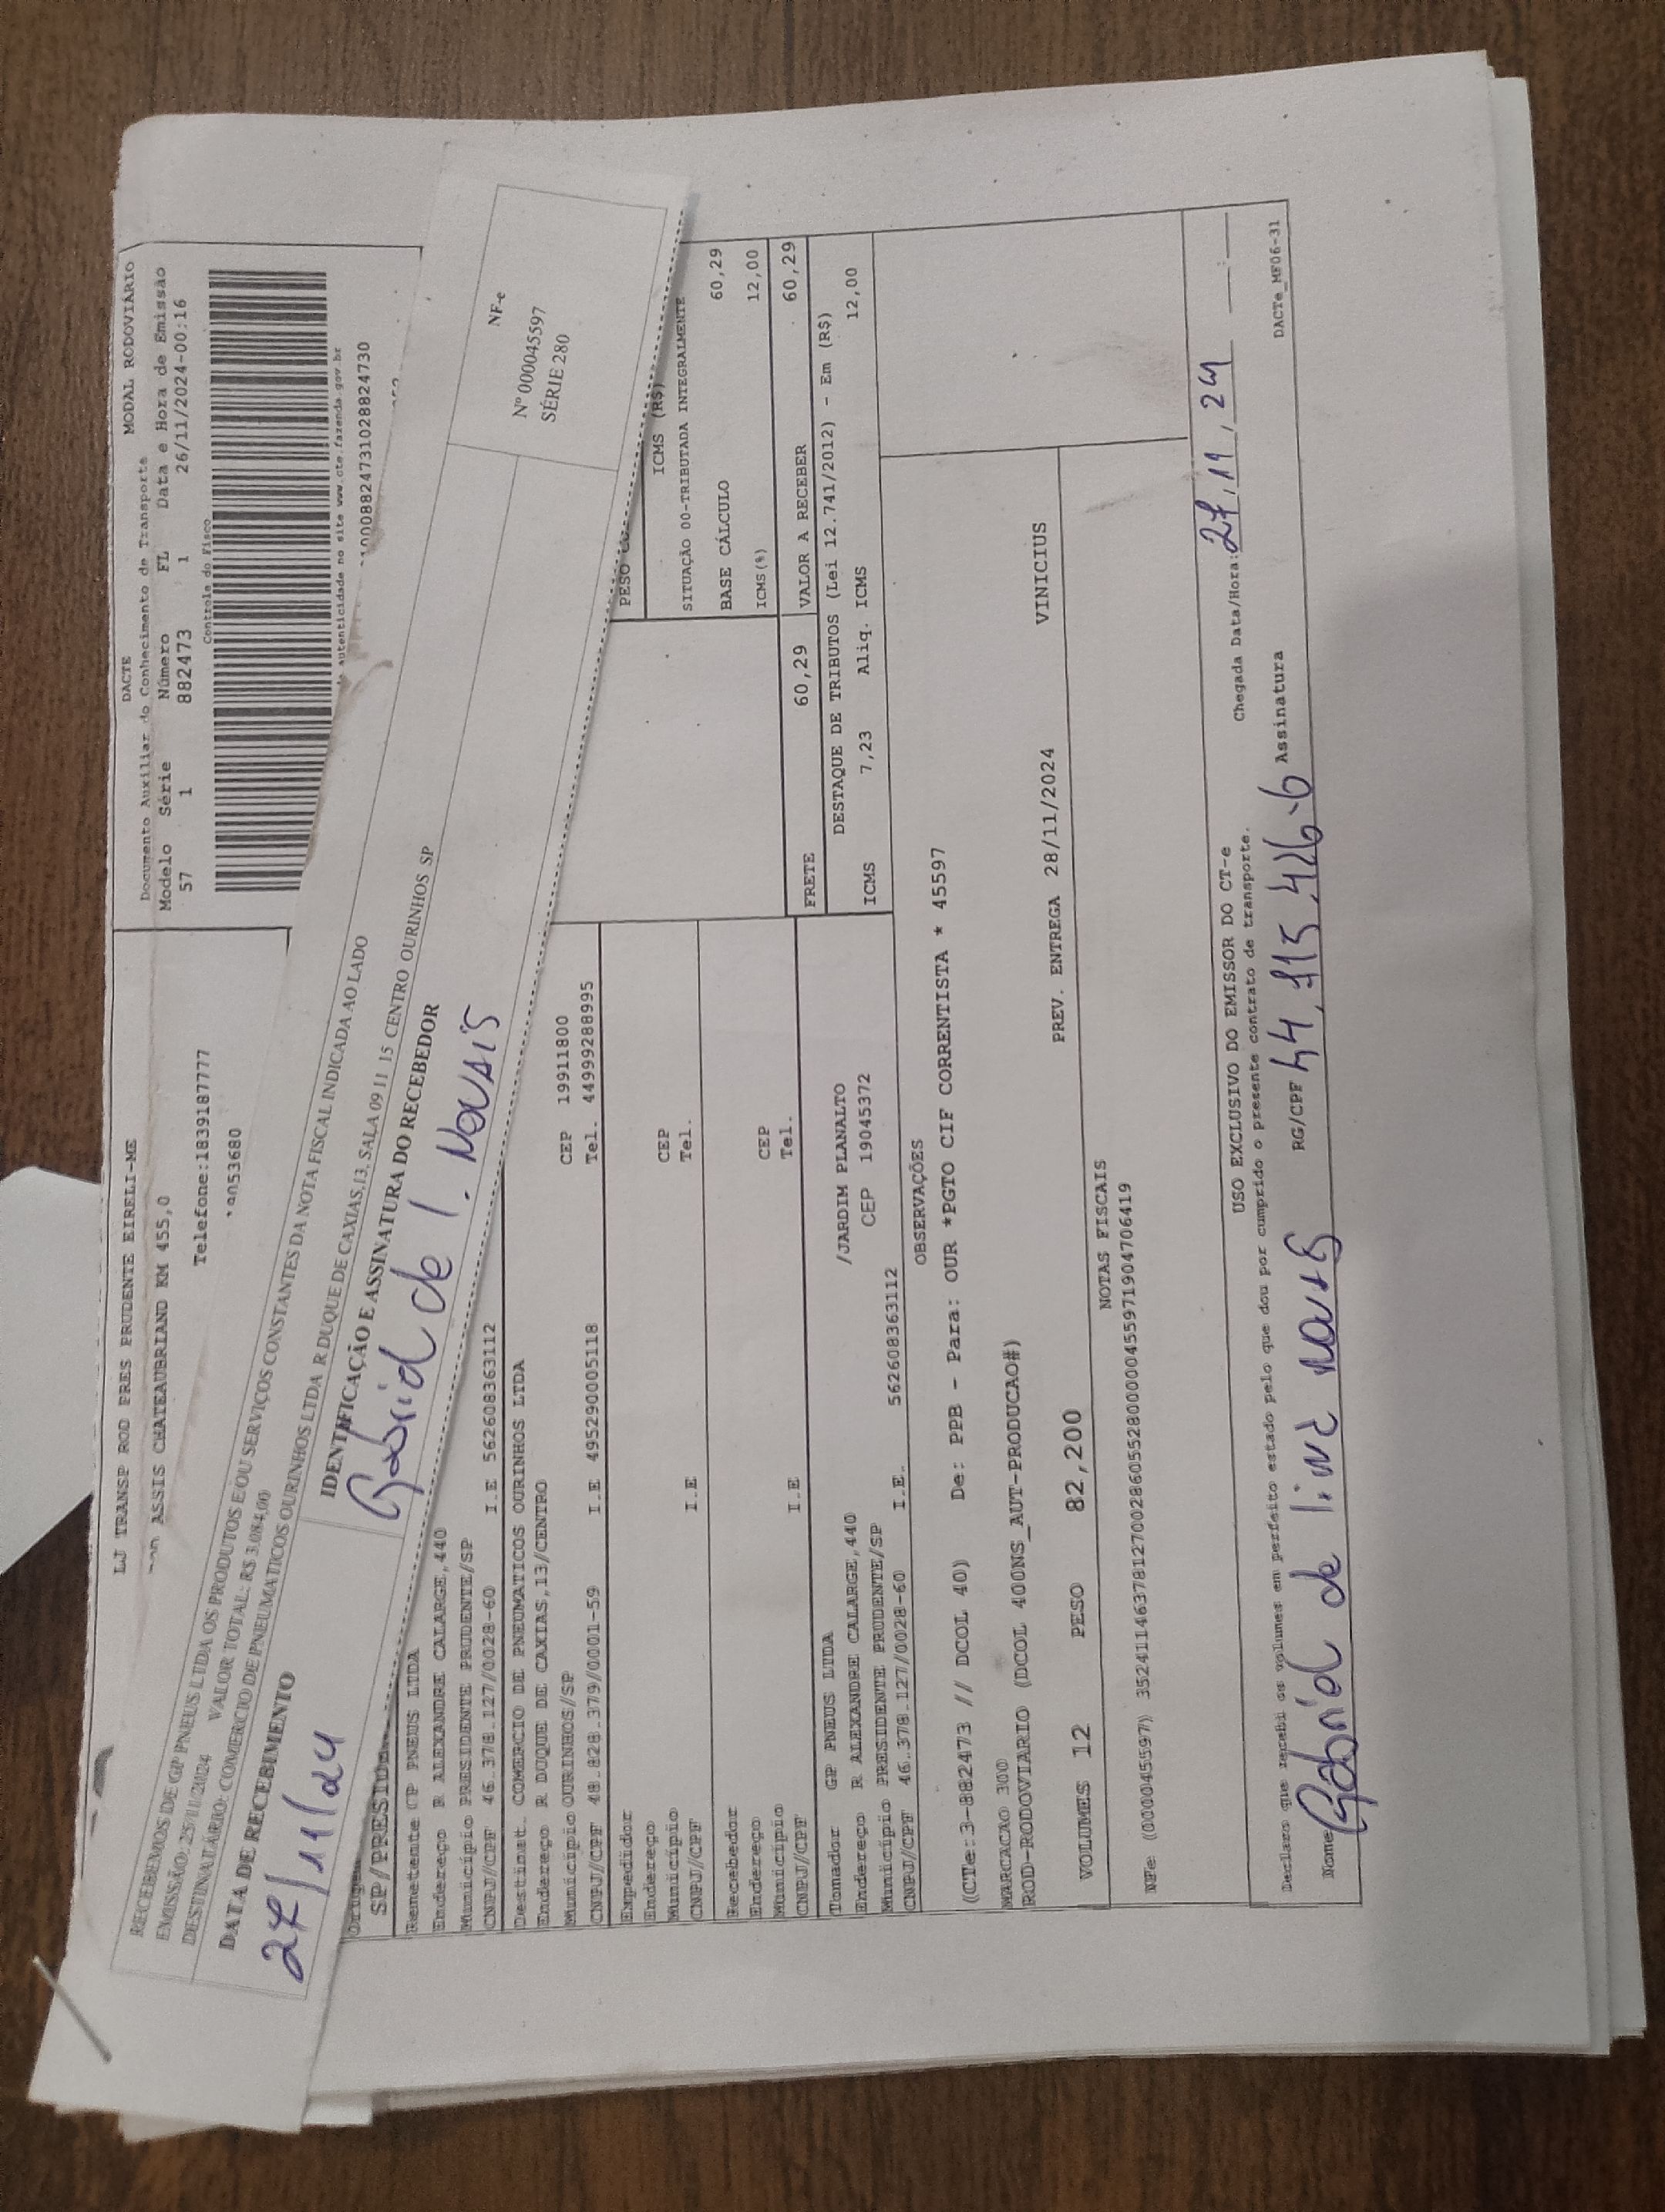 LJ TRANSP ROD PRES PRUDENTE EIRELI-ME
ASSIS CHATEAUBRIAND KM 455,0
Telefone:1839187777
053680
DACTE MODAL RODOVIÁRIO
Documento Auxiliar do Conhecimento de Transporte
Modelo Série Número FL Data e Hora de Emissão
57 1 882473 1 26/11/2024-00:16
Controle do Fisco
autenticidade no site www.cte.fazenda.gov.br
10008824731028824730
RECEBEMOS DE GP PNEUS LTDA OS PRODUTOS E/OU SERVIÇOS CONSTANTES DA NOTA FISCAL INDICADA AO LADO
EMISSÃO: 25/11/2024 VALOR TOTAL: R$ 3.084,00
DESTINATÁRIO: COMERCIO DE PNEUMATICOS OURINHOS LTDA R DUQUE DE CAXIAS,13, SALA 09 11 15 CENTRO OURINHOS SP
DATA DE RECEBIMENTO
27/11/24
IDENTIFICAÇÃO E ASSINATURA DO RECEBEDOR
Gabriel de l. Novais
NF-e
Nº 000045597
SÉRIE 280
SP/PRESIDE
Remetente GP PNEUS LTDA
Endereço R ALEXANDRE CALARGE,440
Município PRESIDENTE PRUDENTE/SP
CNPJ/CPF 46.378.127/0028-60 I.E 562608363112
Destinat. COMERCIO DE PNEUMATICOS OURINHOS LTDA
Endereço R DUQUE DE CAXIAS,13/CENTRO
Município OURINHOS/SP CEP 19911800
CNPJ/CPF 48.828.379/0001-59 I.E 495290005118 Tel. 44999288995
Expedidor
Endereço
Município CEP
CNPJ/CPF I.E Tel.
Recebedor
Endereço
Município CEP
CNPJ/CPF I.E Tel.
Tomador GP PNEUS LTDA
Endereço R ALEXANDRE CALARGE,440 /JARDIM PLANALTO
Município PRESIDENTE PRUDENTE/SP CEP 19045372
CNPJ/CPF 46.378.127/0028-60 I.E. 562608363112
PESO
ICMS (R$)
SITUAÇÃO 00-TRIBUTADA INTEGRALMENTE
BASE CÁLCULO 60,29
ICMS(%) 12,00
FRETE 60,29 VALOR A RECEBER 60,29
DESTAQUE DE TRIBUTOS (Lei 12.741/2012) - Em (R$)
ICMS 7,23 Aliq. ICMS 12,00
OBSERVAÇÕES
(CTe:3-882473 // DCOL 40) De: PPB - Para: OUR *PGTO CIF CORRENTISTA * 45597
MARCACAO 300
ROD-RODOVIARIO (DCOL 400NS_AUT-PRODUCAO#)
PREV. ENTREGA 28/11/2024 VINICIUS
VOLUMES 12 PESO 82,200
NOTAS FISCAIS
NFe (000045597) 35241146378127002860552800000455971904706419
USO EXCLUSIVO DO EMISSOR DO CT-e
Chegada Data/Hora: 27/11/24
Declaro que recebi os volumes em perfeito estado pelo que dou por cumprido o presente contrato de transporte.
Nome Gabriel de lima novais RG/CPF 44.115.426-6 Assinatura
DACTe_MF06-31